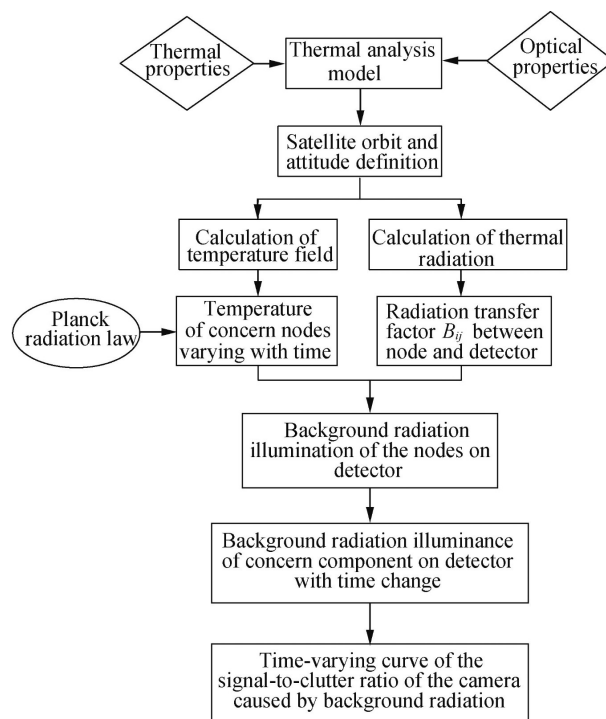 Thermal
properties
Thermal analysis
model
Optical
properties
Satellite orbit and
attitude definition
Calculation of
temperature field
Calculation of thermal
radiation
Planck
radiation law
Temperature
of concern nodes
varying with time
Radiation transfer
factor B_ij between
node and detector
Background radiation
illumination of the nodes on
detector
Background radiation illuminance
of concern component on detector
with time change
Time-varying curve of the
signal-to-clutter ratio of the camera
caused by background radiation